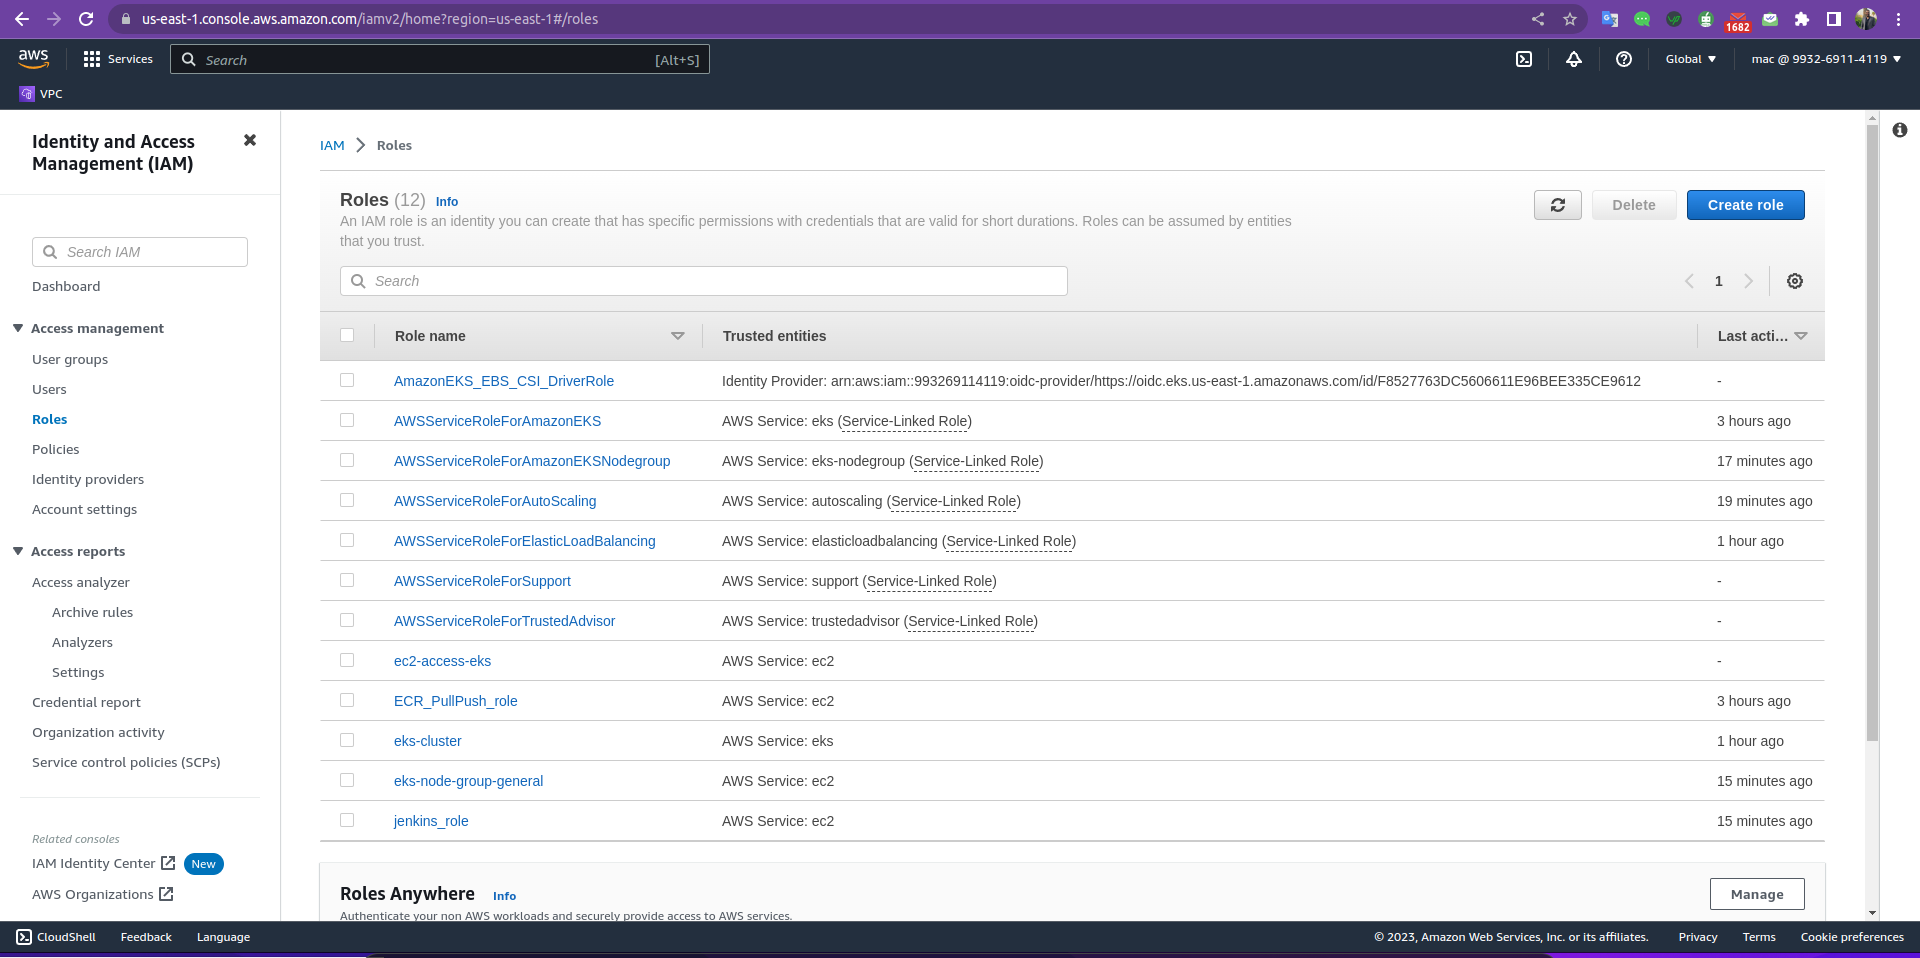 us-east-1.console.aws.amazon.com/iamv2/home?region=us-east-1#/roles
1682
aws
Services
Search
[Alt+S]
Global
mac @ 9932-6911-4119
VPC
Identity and Access
Management (IAM)
Search IAM
Dashboard
Access management
User groups
Users
Roles
Policies
Identity providers
Account settings
Access reports
Access analyzer
Archive rules
Analyzers
Settings
Credential report
Organization activity
Service control policies (SCPs)
Related consoles
IAM Identity Center New
AWS Organizations
IAM Roles
Roles (12) Info
An IAM role is an identity you can create that has specific permissions with credentials that are valid for short durations. Roles can be assumed by entities
that you trust.
Delete
Create role
Search
1
Role name Trusted entities Last acti...
AmazonEKS_EBS_CSI_DriverRole Identity Provider: arn:aws:iam::993269114119:oidc-provider/https://oidc.eks.us-east-1.amazonaws.com/id/F8527763DC5606611E96BEE335CE9612 -
AWSServiceRoleForAmazonEKS AWS Service: eks (Service-Linked Role) 3 hours ago
AWSServiceRoleForAmazonEKSNodegroup AWS Service: eks-nodegroup (Service-Linked Role) 17 minutes ago
AWSServiceRoleForAutoScaling AWS Service: autoscaling (Service-Linked Role) 19 minutes ago
AWSServiceRoleForElasticLoadBalancing AWS Service: elasticloadbalancing (Service-Linked Role) 1 hour ago
AWSServiceRoleForSupport AWS Service: support (Service-Linked Role) -
AWSServiceRoleForTrustedAdvisor AWS Service: trustedadvisor (Service-Linked Role) -
ec2-access-eks AWS Service: ec2 -
ECR_PullPush_role AWS Service: ec2 3 hours ago
eks-cluster AWS Service: eks 1 hour ago
eks-node-group-general AWS Service: ec2 15 minutes ago
jenkins_role AWS Service: ec2 15 minutes ago
Roles Anywhere Info
Authenticate your non AWS workloads and securely provide access to AWS services.
Manage
CloudShell Feedback Language
© 2023, Amazon Web Services, Inc. or its affiliates. Privacy Terms Cookie preferences